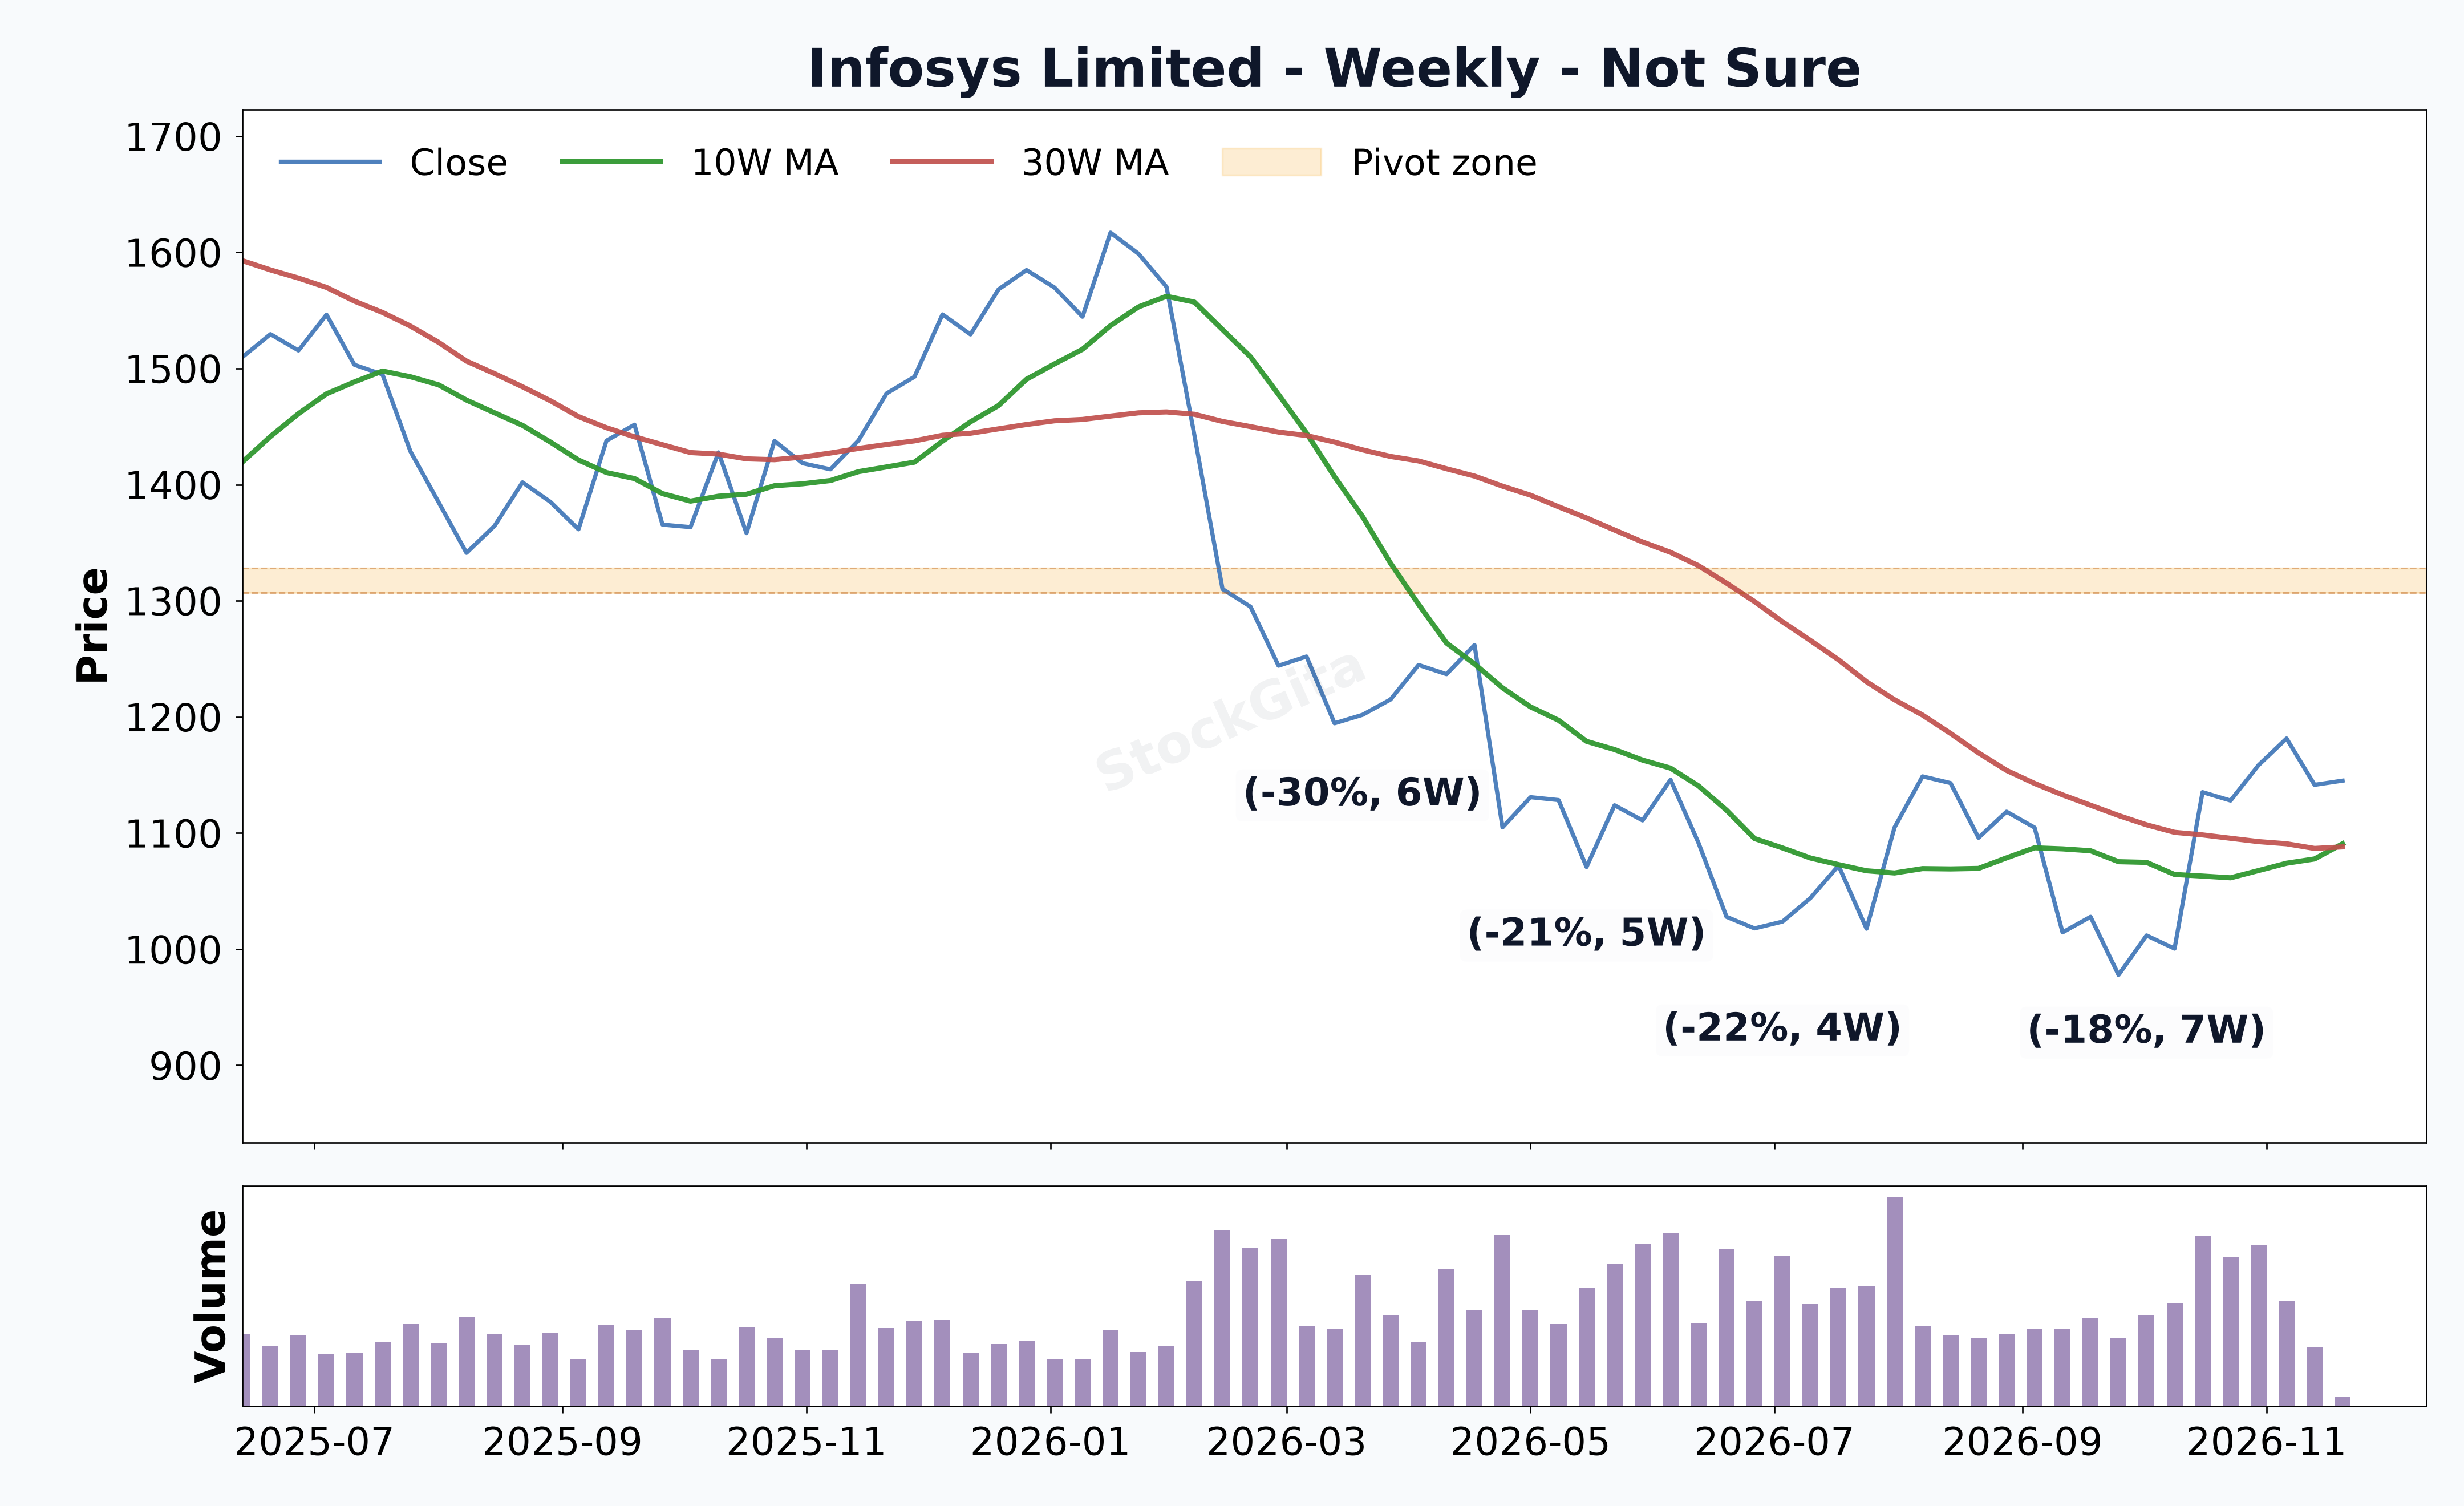 Infosys Limited - Weekly - Not Sure
Close 10W MA 30W MA Pivot zone
1700
1600
1500
1400
1300
1200
1100
1000
900
Price
StockGita
(-30%, 6W)
(-21%, 5W)
(-22%, 4W)
(-18%, 7W)
Volume
2025-07 2025-09 2025-11 2026-01 2026-03 2026-05 2026-07 2026-09 2026-11